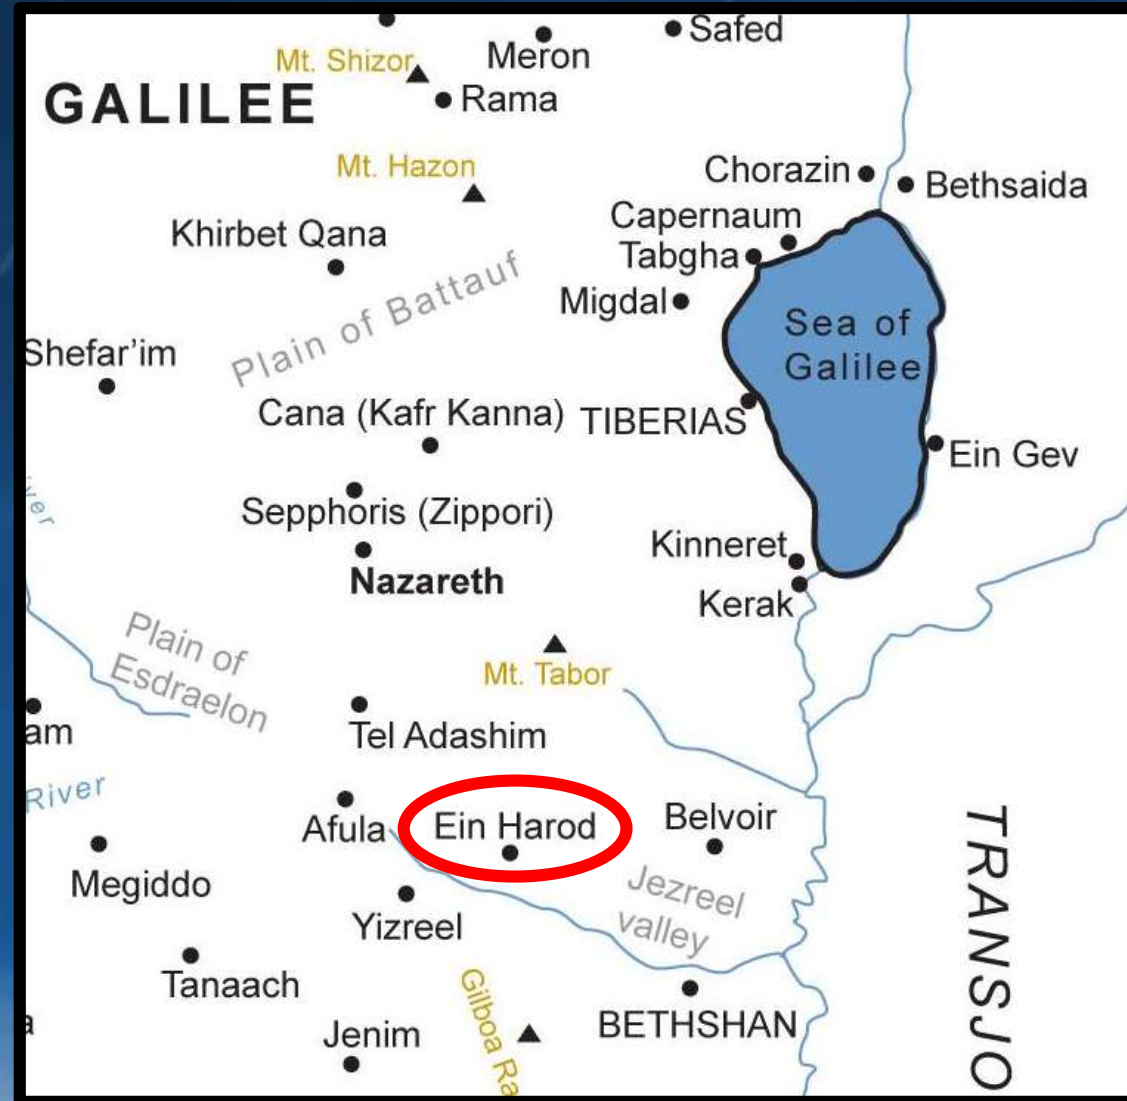 Safed
Meron
Mt. Shizor
GALILEE
Rama
Mt. Hazon
Chorazin
Bethsaida
Capernaum
Khirbet Qana
Tabgha
Plain of Battauf
Migdal
Sea of
Galilee
Shefar'im
Cana (Kafr Kanna)
TIBERIAS
Ein Gev
iver
Sepphoris (Zippori)
Kinneret
Nazareth
Kerak
Plain of
Esdraelon
Mt. Tabor
am
Tel Adashim
River
Afula
Ein Harod
Belvoir
TRANSJO
Megiddo
Jezreel
valley
Yizreel
Tanaach
Gilboa Ra
BETHSHAN
a
Jenim